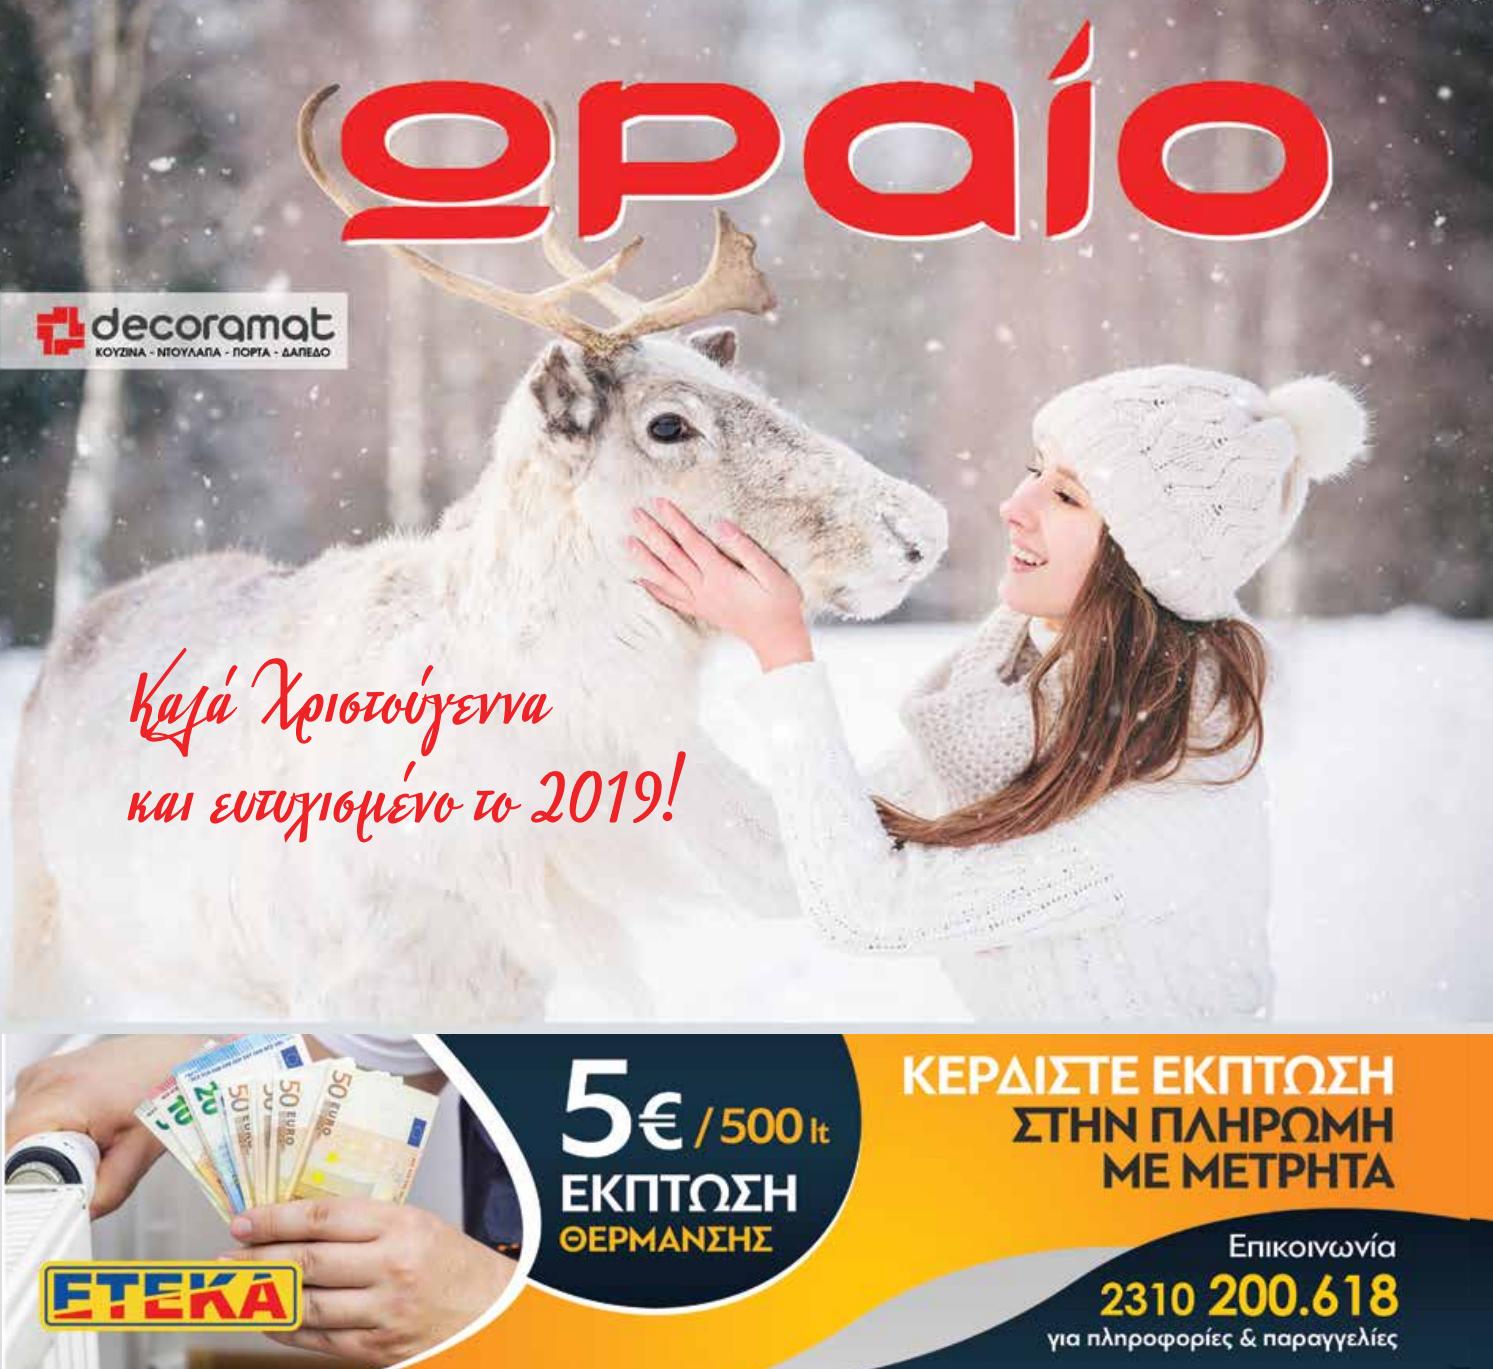 ωραίο
decoramat
ΚΟΥΖΙΝΑ - ΝΤΟΥΛΑΠΑ - ΠΟΡΤΑ - ΔΑΠΕΔΟ
Καλά Χριστούγεννα
και ευτυχισμένο το 2019!
5€ / 500 lt
ΕΚΠΤΩΣΗ
ΘΕΡΜΑΝΣΗΣ
ΕΤΕΚΑ
ΚΕΡΔΙΣΤΕ ΕΚΠΤΩΣΗ
ΣΤΗΝ ΠΛΗΡΩΜΗ
ΜΕ ΜΕΤΡΗΤΑ
Επικοινωνία
2310 200.618
για πληροφορίες & παραγγελίες